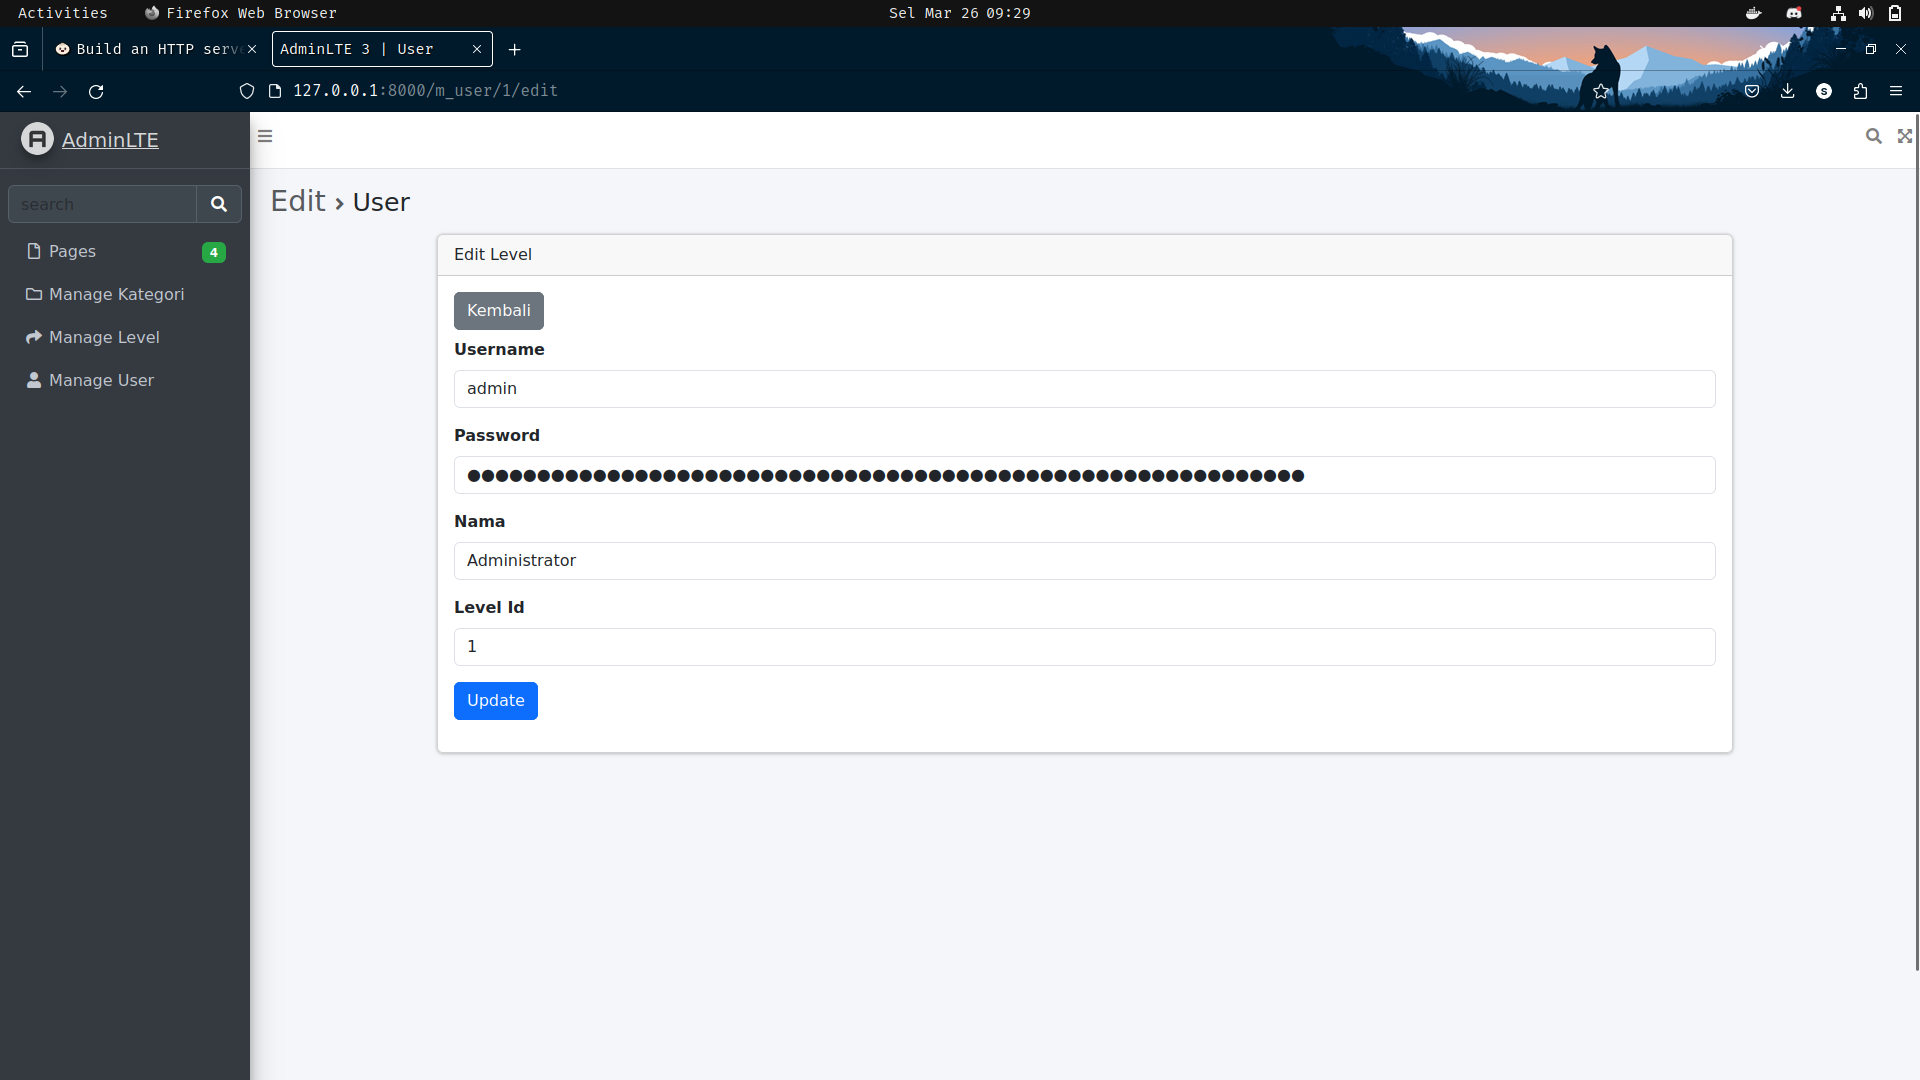 Activities Firefox Web Browser Sel Mar 26 09:29
Build an HTTP serve AdminLTE 3 | User
127.0.0.1:8000/m_user/1/edit S
AdminLTE
search
Pages 4
Manage Kategori
Manage Level
Manage User
Edit › User
Edit Level
Kembali
Username
admin
Password
Nama
Administrator
Level Id
1
Update